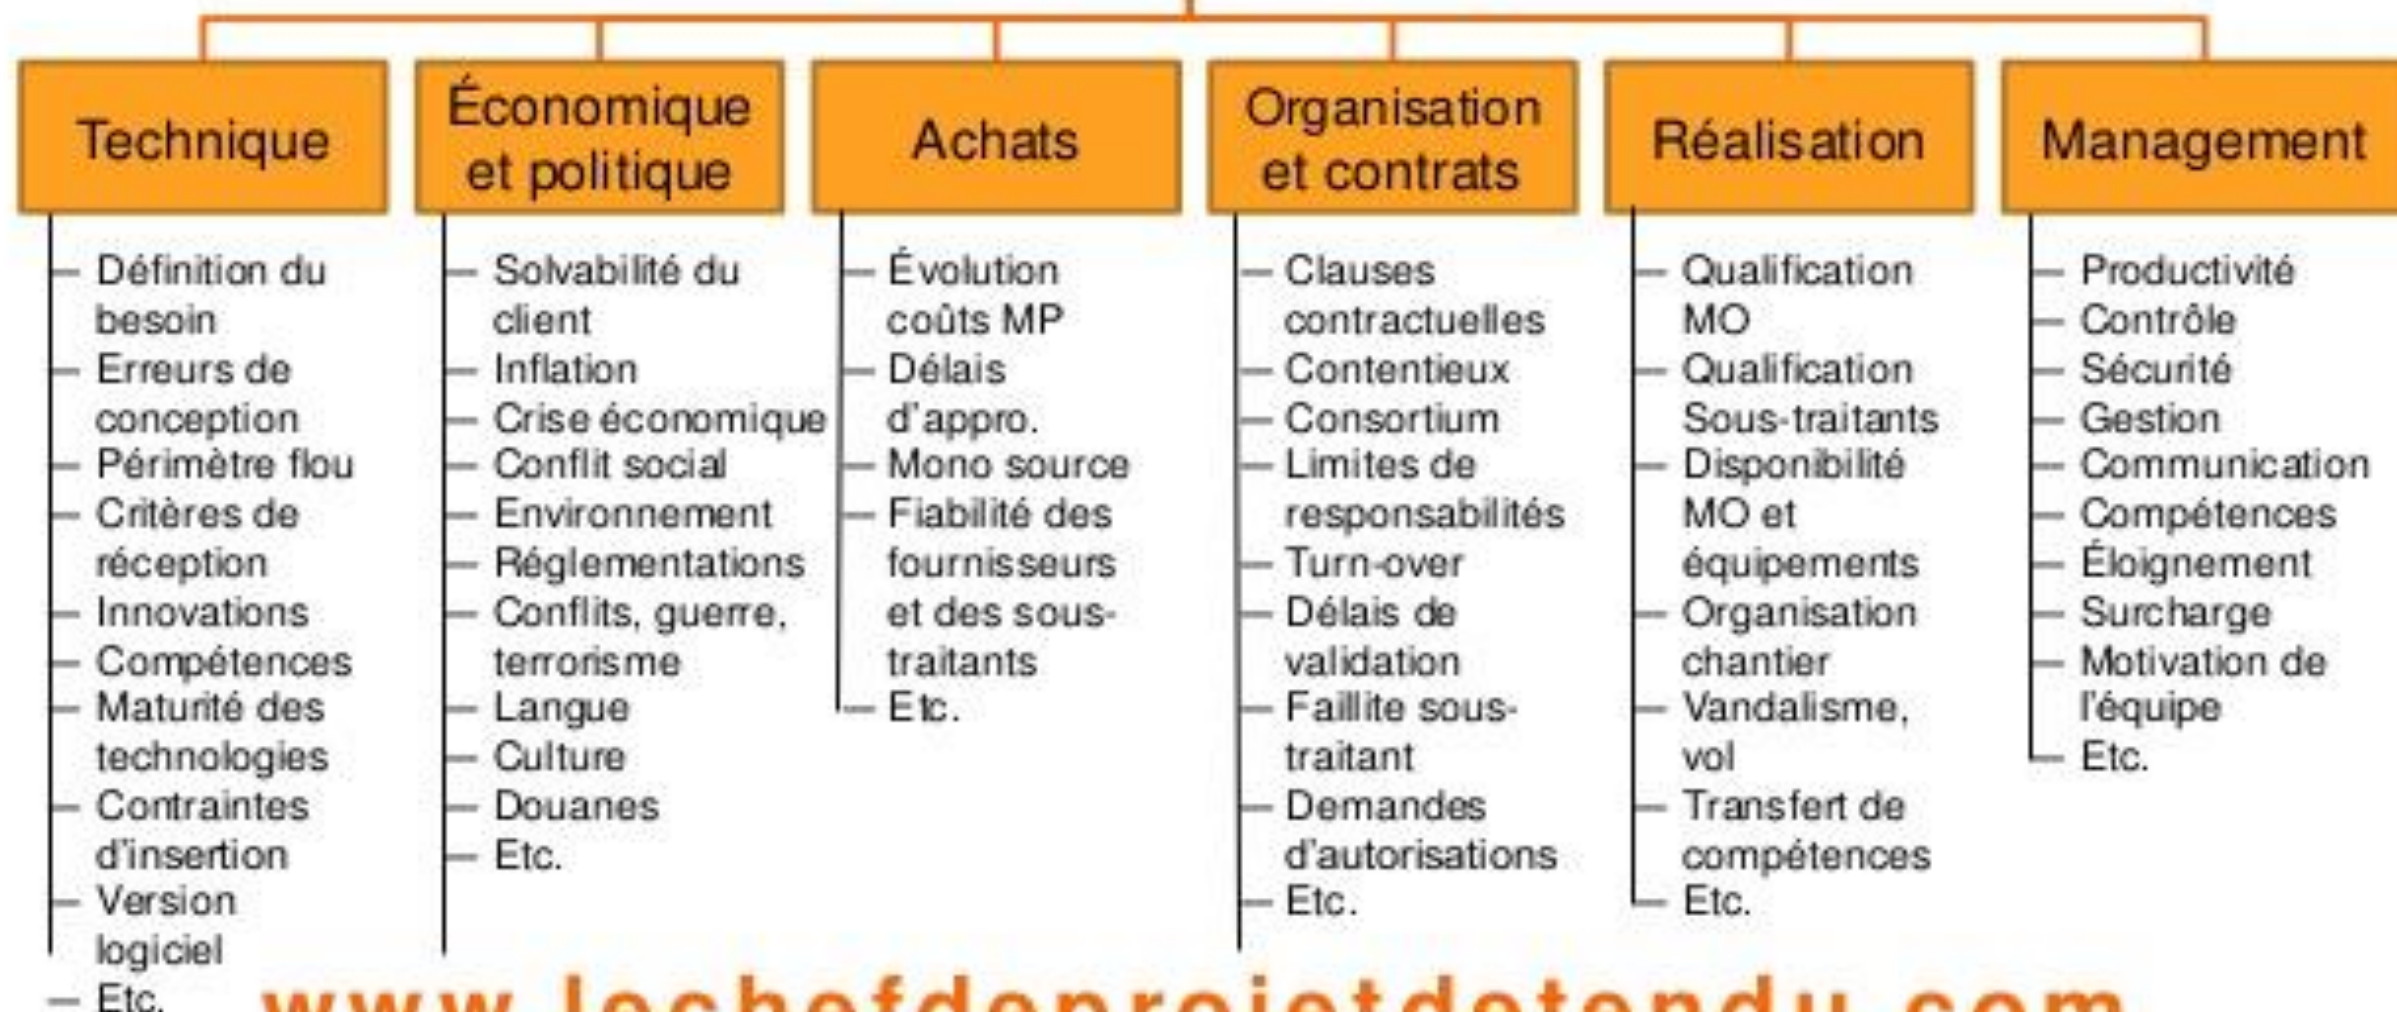 Technique
Économique
et politique
Achats
Organisation
et contrats
Réalisation
Management
Définition du
besoin
Erreurs de
conception
Périmètre flou
Critères de
réception
Innovations
Compétences
Maturité des
technologies
Contraintes
d'insertion
Version
logiciel
Etc.
Solvabilité du
client
Inflation
Crise économique
Conflit social
Environnement
Réglementations
Conflits, guerre,
terrorisme
Langue
Culture
Douanes
Etc.
Évolution
coûts MP
Délais
d'appro.
Mono source
Fiabilité des
fournisseurs
et des sous-
traitants
Etc.
Clauses
contractuelles
Contentieux
Consortium
Limites de
responsabilités
Turn-over
Délais de
validation
Faillite sous-
traitant
Demandes
d'autorisations
Etc.
Qualification
MO
Qualification
Sous-traitants
Disponibilité
MO et
équipements
Organisation
chantier
Vandalisme,
vol
Transfert de
compétences
Etc.
Productivité
Contrôle
Sécurité
Gestion
Communication
Compétences
Éloignement
Surcharge
Motivation de
l'équipe
Etc.
www.lechefdeprojetdetendu.com